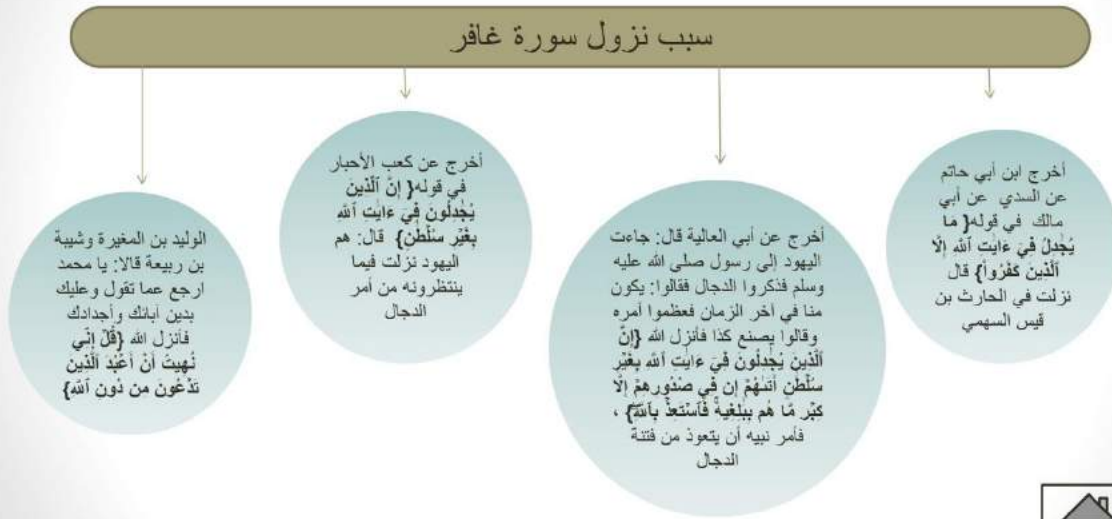 سبب نزول سورة غافر
أخرج ابن أبي حاتم
عن السدي عن أبي
مالك في قوله{ مَا
يُجَٰدِلُ فِيٓ ءَايَٰتِ ٱللَّهِ إِلَّا
ٱلَّذِينَ كَفَرُواْ} قال
نزلت في الحارث بن
قيس السهمي
أخرج عن أبي العالية قال: جاءت
اليهود إلى رسول صلى الله عليه
وسلم فذكروا الدجال فقالوا: يكون
منا في آخر الزمان فعظموا أمره
وقالوا يصنع كذا فأنزل الله {إِنَّ
ٱلَّذِينَ يُجَٰدِلُونَ فِيٓ ءَايَٰتِ ٱللَّهِ بِغَيۡرِ
سُلۡطَٰنٍ أَتَىٰهُمۡ إِن فِي صُدُورِهِمۡ إِلَّا
كِبۡرٞ مَّا هُم بِبَٰلِغِيهِۚ فَٱسۡتَعِذۡ بِٱللَّهِۖ} ،
فأمر نبيه أن يتعوذ من فتنة
الدجال
أخرج عن كعب الأحبار
في قوله{ إِنَّ ٱلَّذِينَ
يُجَٰدِلُونَ فِيٓ ءَايَٰتِ ٱللَّهِ
بِغَيۡرِ سُلۡطَٰنٍ} قال: هم
اليهود نزلت فيما
ينتظرونه من أمر
الدجال
الوليد بن المغيرة وشيبة
بن ربيعة قالا: يا محمد
ارجع عما تقول وعليك
بدين آبائك وأجدادك
فأنزل الله {قُلۡ إِنِّي
نُهِيتُ أَنۡ أَعۡبُدَ ٱلَّذِينَ
تَدۡعُونَ مِن دُونِ ٱللَّهِ}